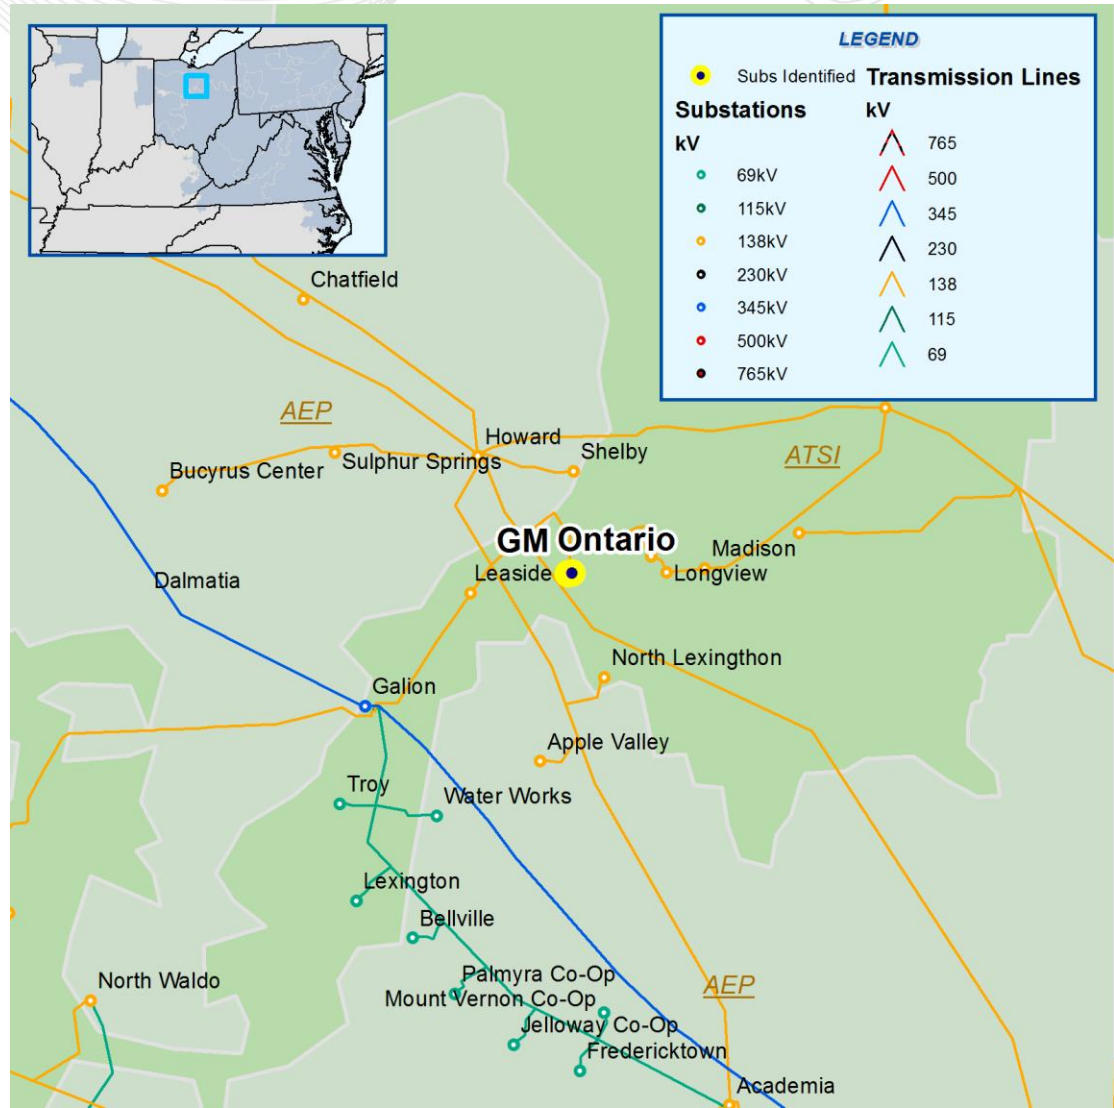 LEGEND
Subs Identified
Transmission Lines
Substations
kV
kV
765
69kV
500
115kV
345
138kV
230
230kV
138
345kV
115
500kV
69
765kV
Chatfield
AEP
Howard
Sulphur Springs
Shelby
ATSI
Bucyrus Center
GM Ontario
Madison
Leaside
Longview
Dalmatia
North Lexingthon
Galion
Apple Valley
Troy
Water Works
Lexington
Bellville
North Waldo
Palmyra Co-Op
AEP
Mount Vernon Co-Op
Jelloway Co-Op
Fredericktown
Academia